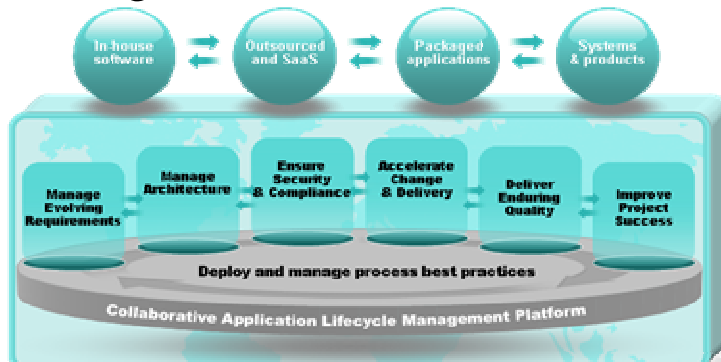 In-house
software
Outsourced
and SaaS
Packaged
applications
Systems
& products
Manage
Evolving
Requirements
Manage
Architecture
Ensure
Security
& Compliance
Accelerate
Change
& Delivery
Deliver
Enduring
Quality
Improve
Project
Success
Deploy and manage process best practices
Collaborative Application Lifecycle Management Platform